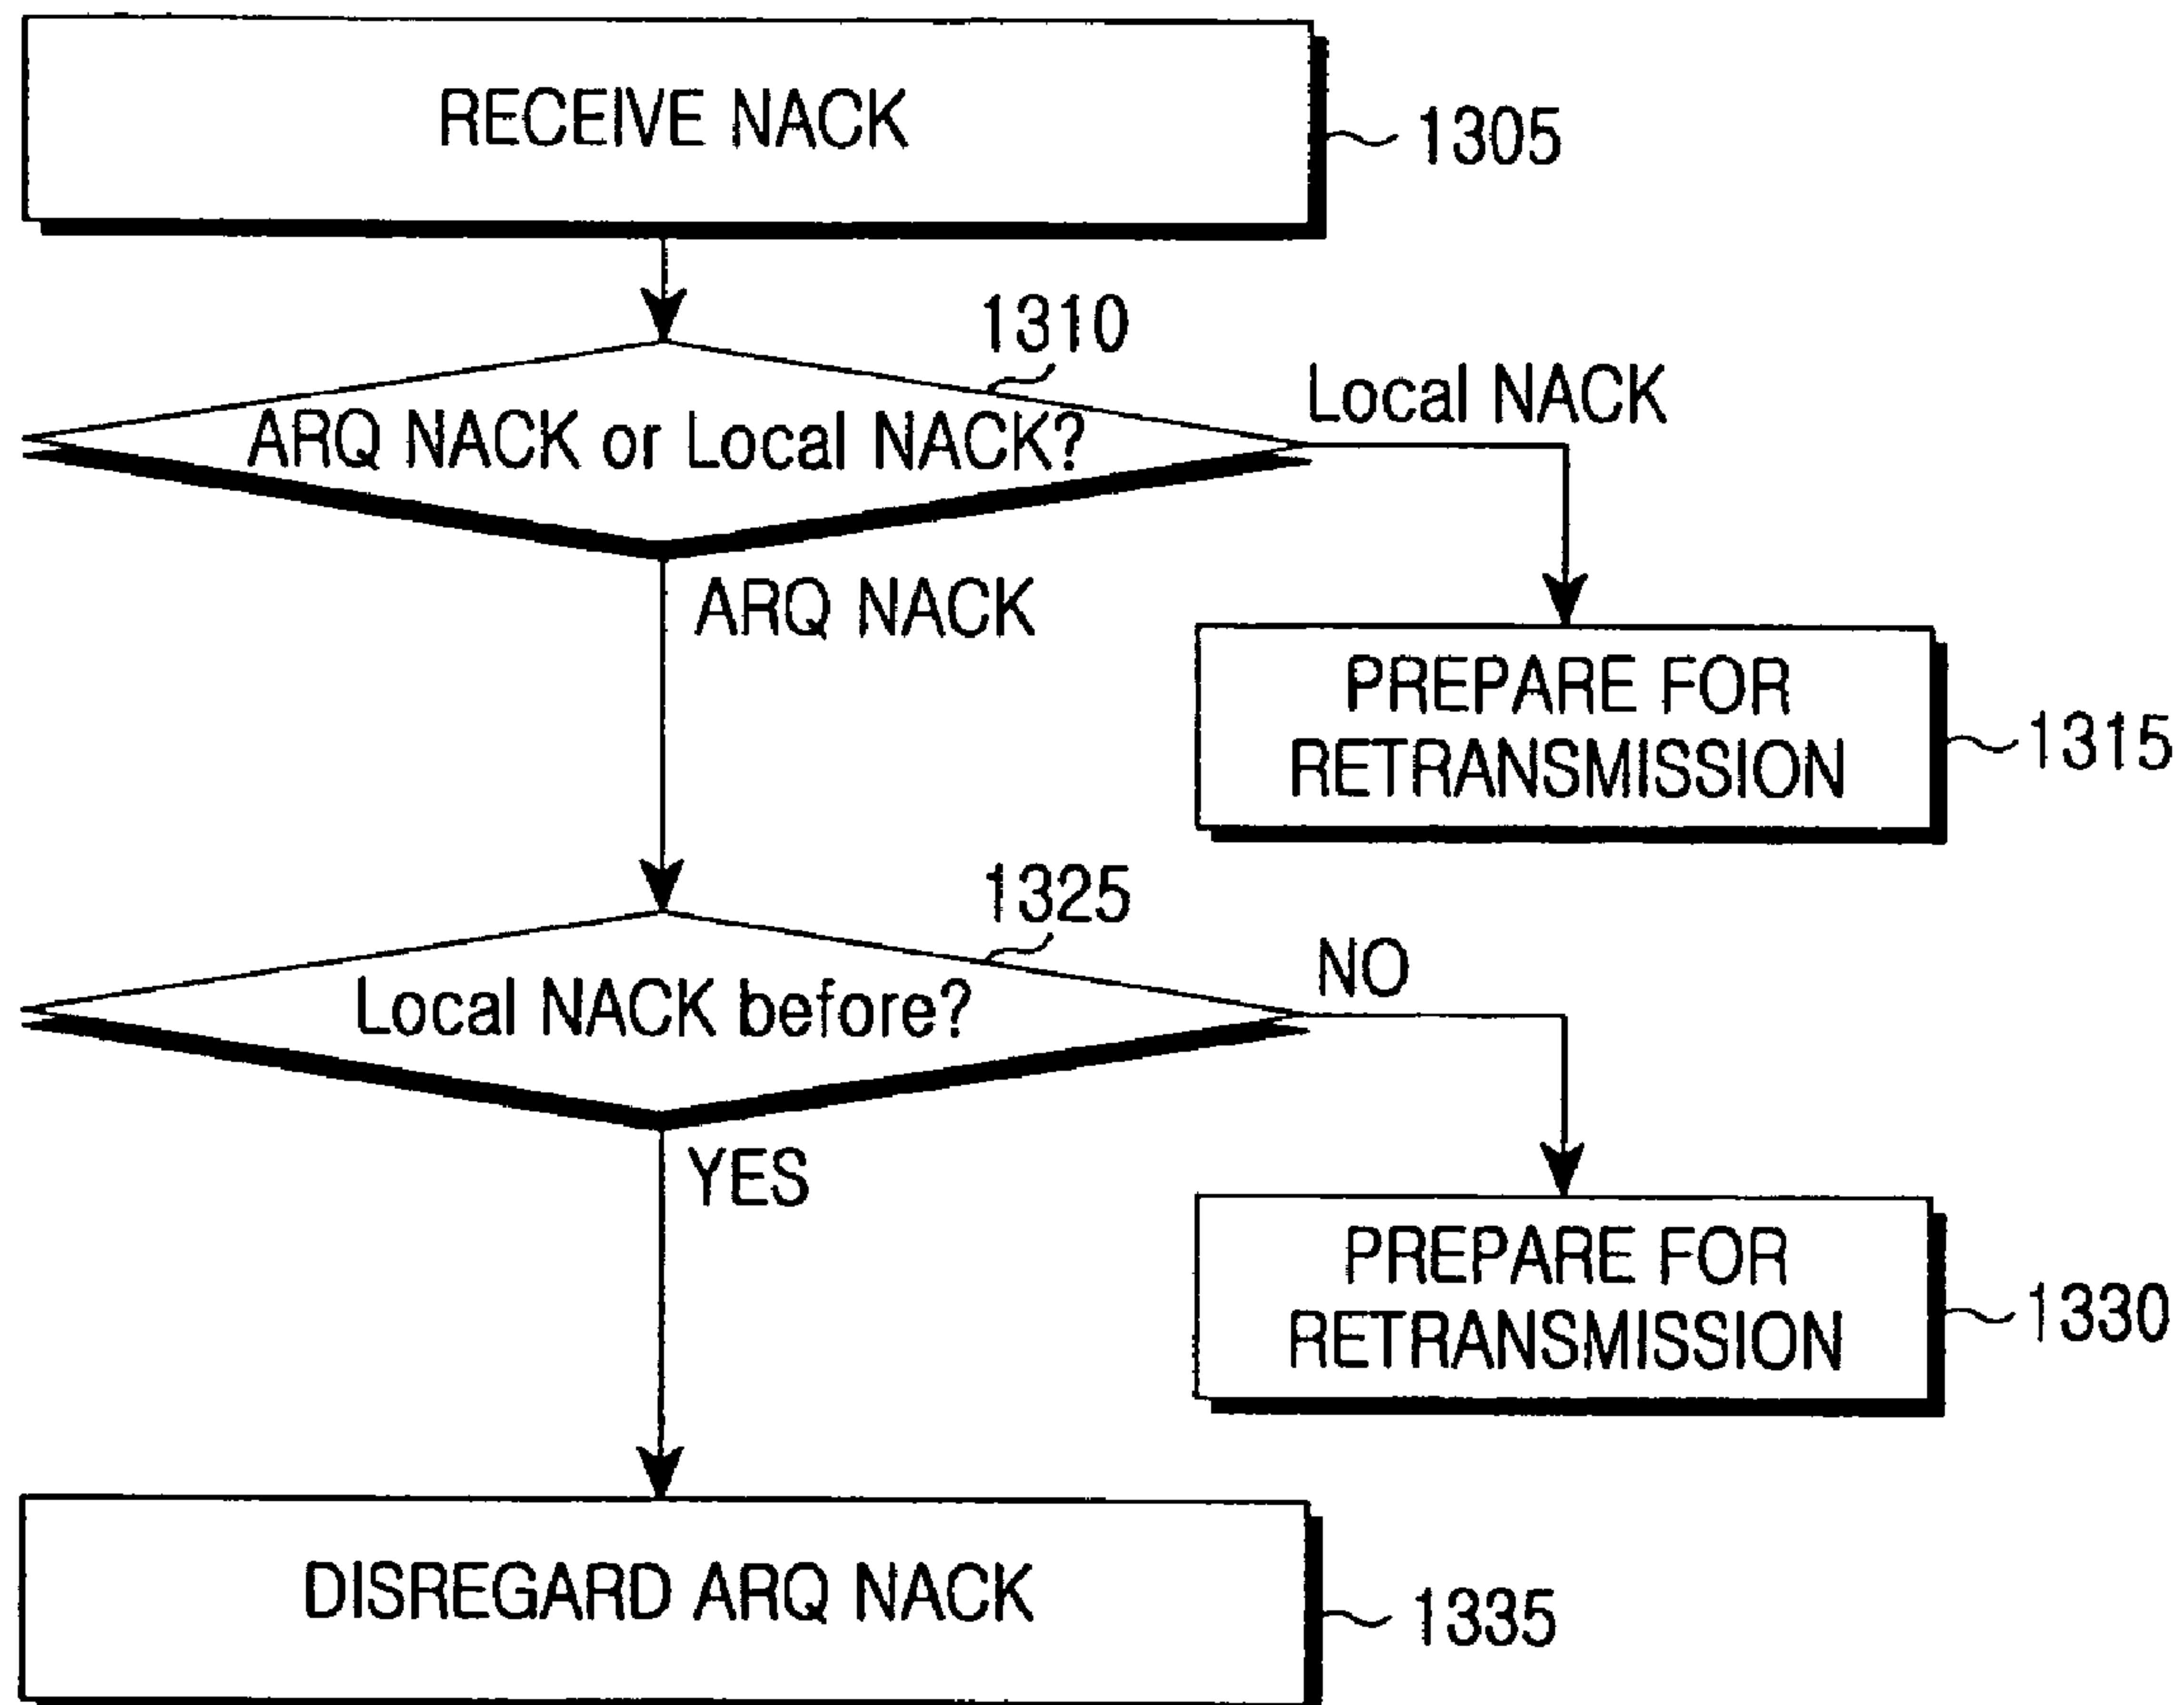 RECEIVE NACK
1305
1310
ARQ NACK or Local NACK?
Local NACK
ARQ NACK
PREPARE FOR
RETRANSMISSION
1315
1325
Local NACK before?
NO
YES
PREPARE FOR
RETRANSMISSION
1330
DISREGARD ARQ NACK
1335